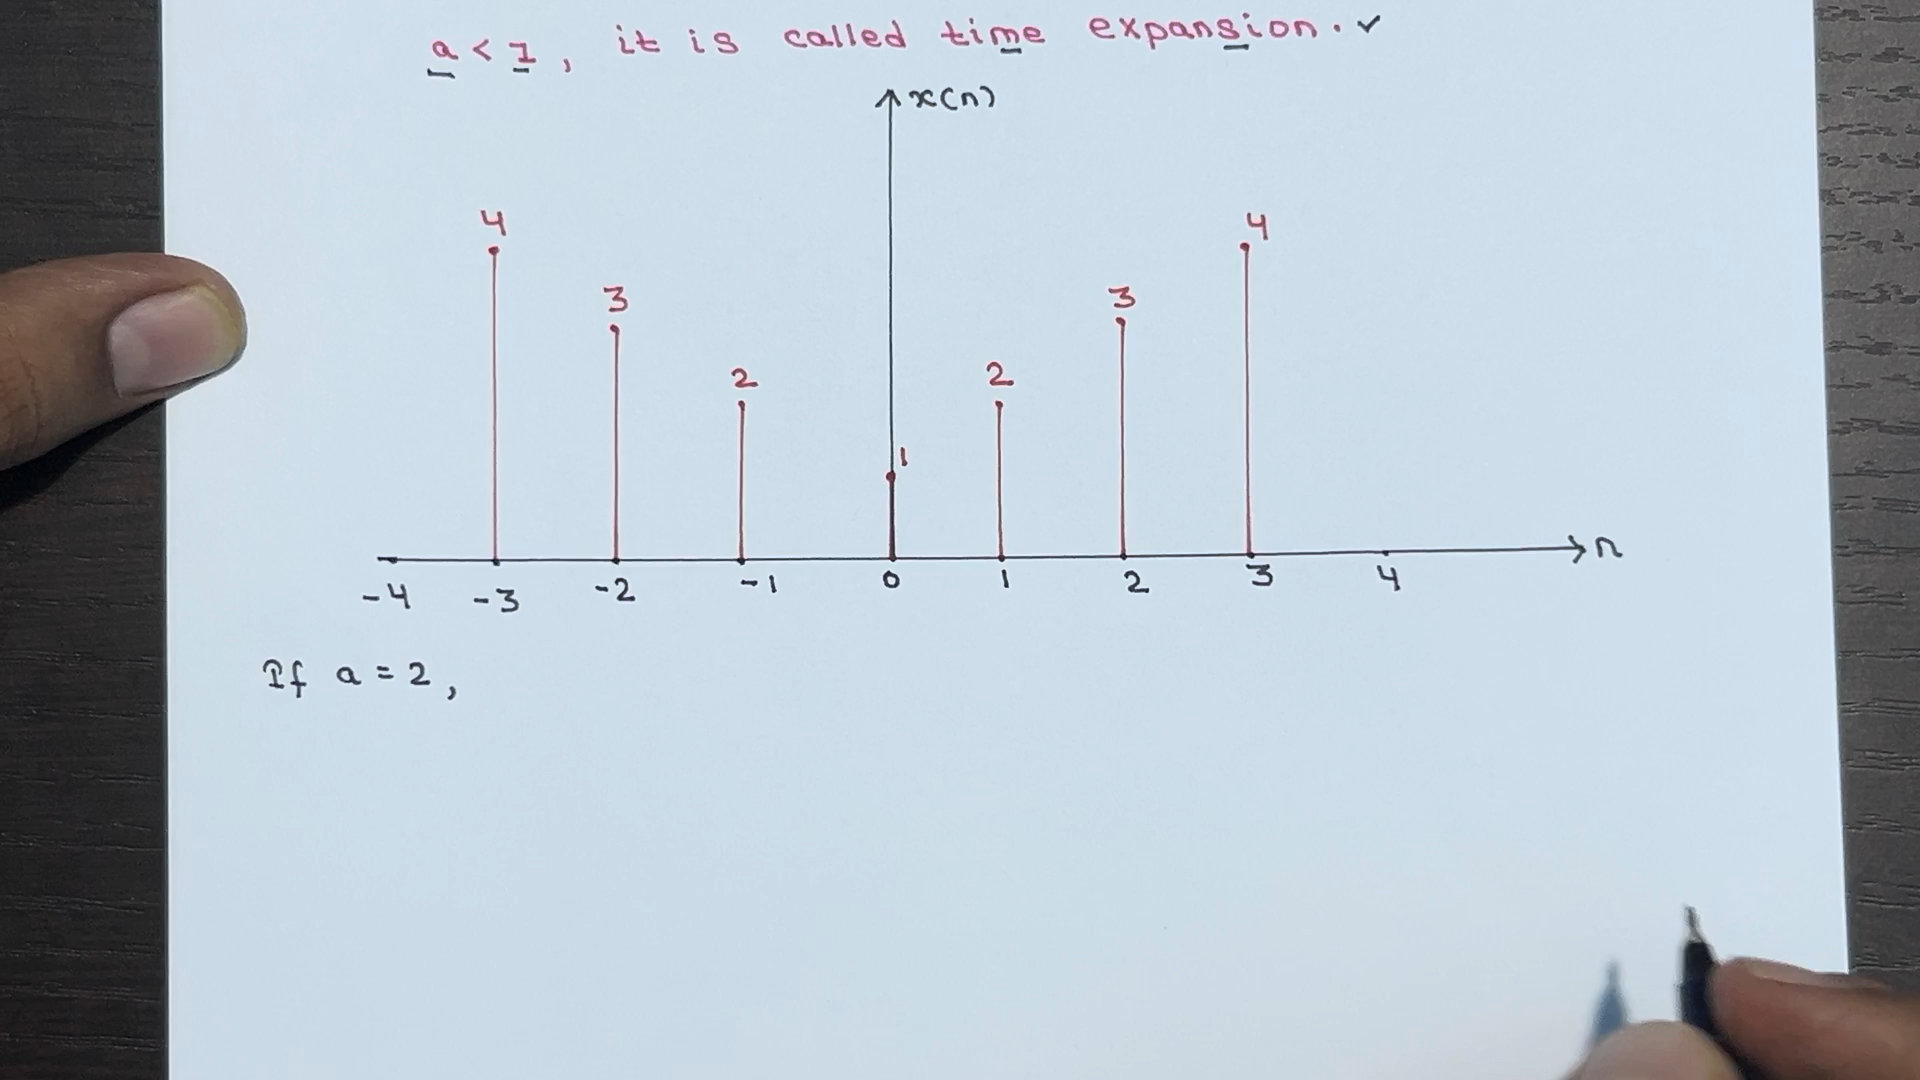 a < 1, it is called time expansion. ✓
x(n)
4 4
3 3
2 2
1
-4 -3 -2 -1 0 1 2 3 4 n
If a = 2,